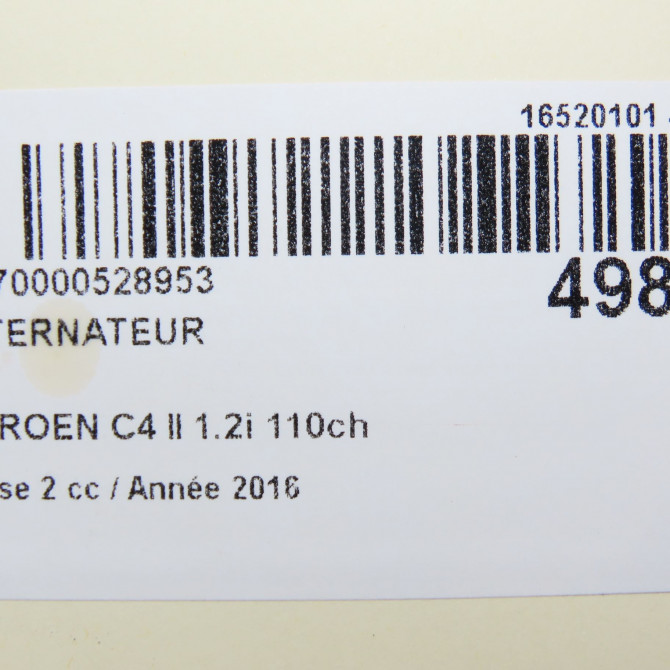 16520101
70000528953
498
TERNATEUR
ROEN C4 II 1.2i 110ch
se 2 cc / Année 2016